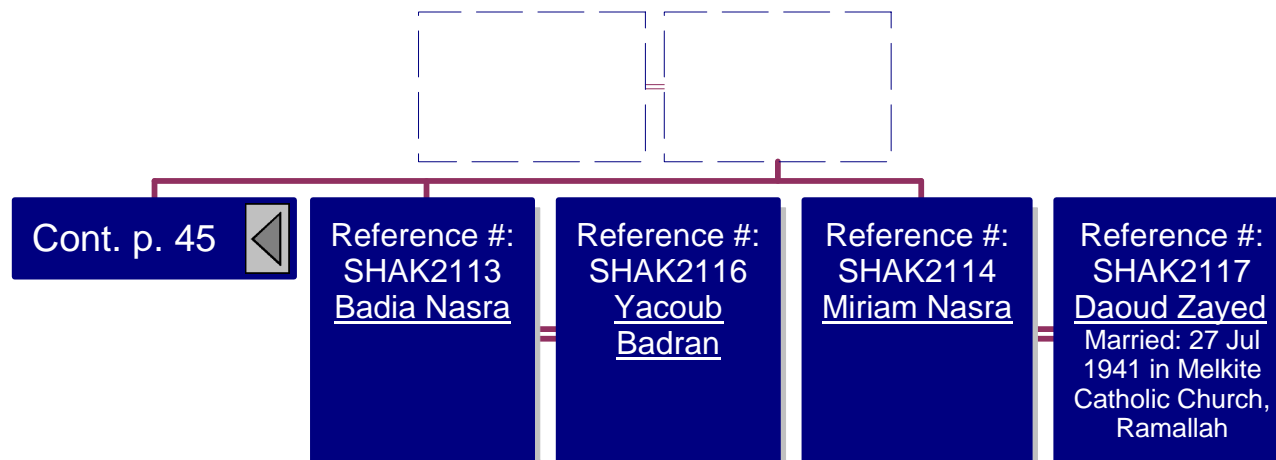 Cont. p. 45
Reference #:
SHAK2113
Badia Nasra
Reference #:
SHAK2116
Yacoub
Badran
Reference #:
SHAK2114
Miriam Nasra
Reference #:
SHAK2117
Daoud Zayed
Married: 27 Jul
1941 in Melkite
Catholic Church,
Ramallah